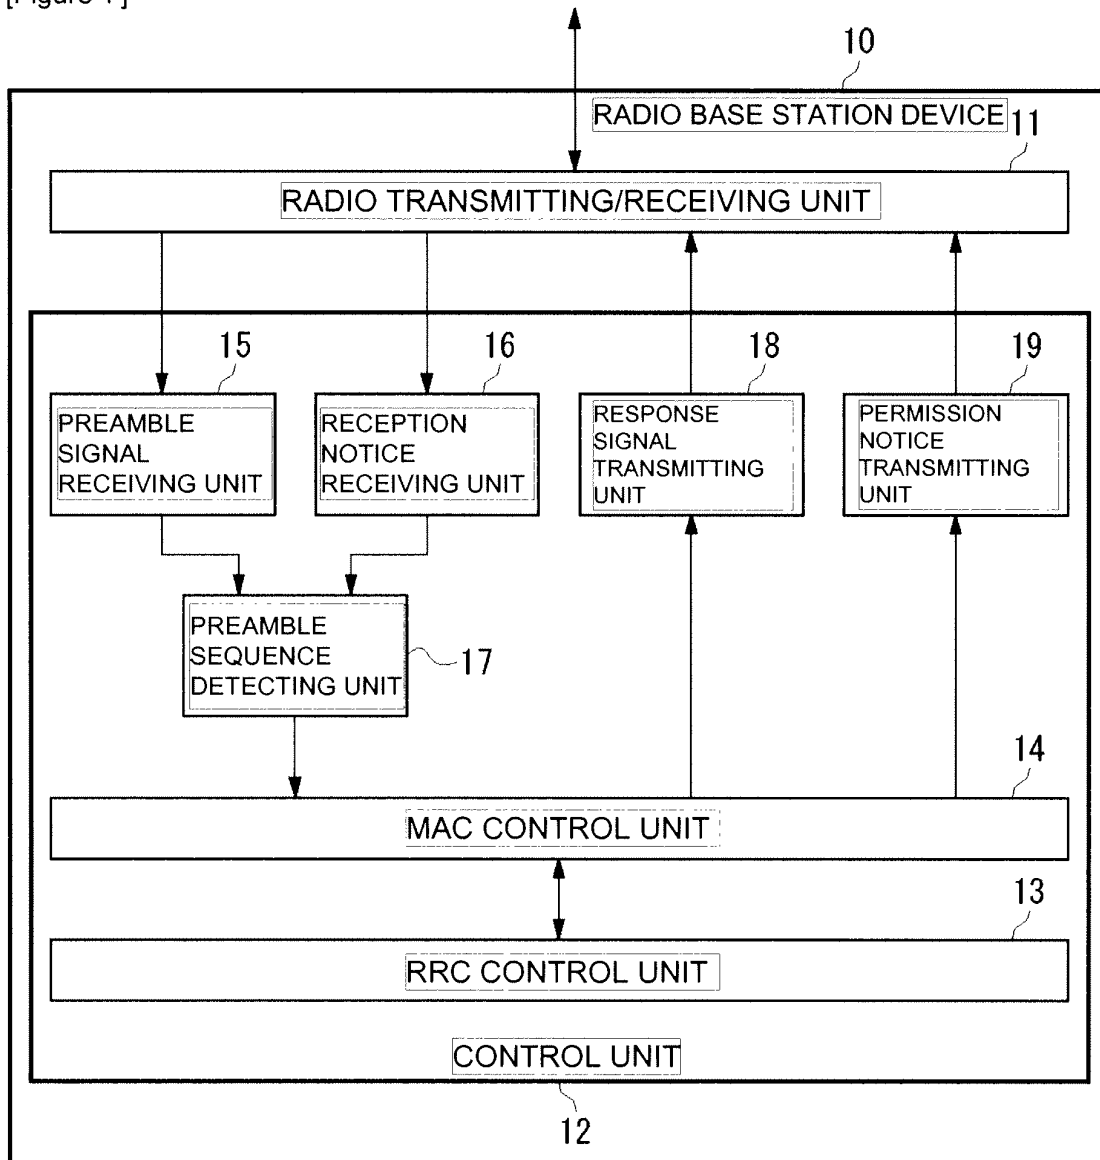 [Figure 1]
10
RADIO BASE STATION DEVICE
11
RADIO TRANSMITTING/RECEIVING UNIT
15
16
18
19
PREAMBLE
SIGNAL
RECEIVING UNIT
RECEPTION
NOTICE
RECEIVING UNIT
RESPONSE
SIGNAL
TRANSMITTING
UNIT
PERMISSION
NOTICE
TRANSMITTING
UNIT
PREAMBLE
SEQUENCE
DETECTING UNIT
17
14
MAC CONTROL UNIT
13
RRC CONTROL UNIT
CONTROL UNIT
12